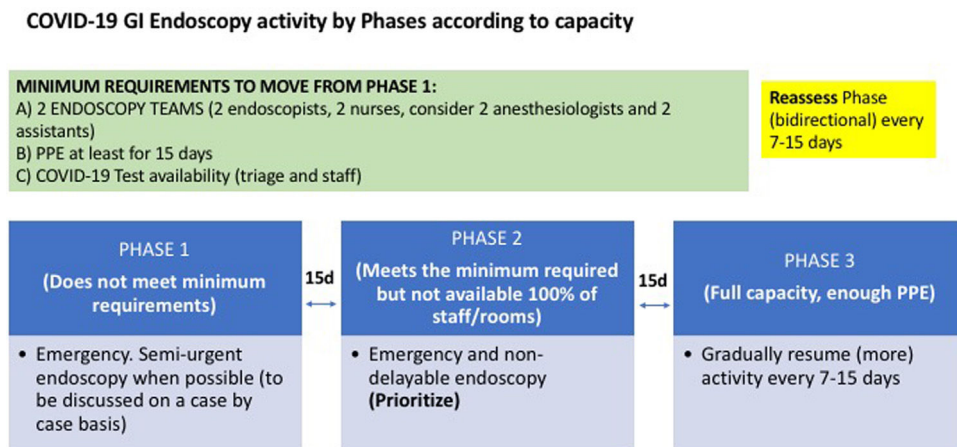 COVID-19 GI Endoscopy activity by Phases according to capacity
MINIMUM REQUIREMENTS TO MOVE FROM PHASE 1:
A) 2 ENDOSCOPY TEAMS (2 endoscopists, 2 nurses, consider 2 anesthesiologists and 2
assistants)
B) PPE at least for 15 days
C) COVID-19 Test availability (triage and staff)
Reassess Phase
(bidirectional) every
7-15 days
PHASE 1
(Does not meet minimum
requirements)
15d
PHASE 2
(Meets the minimum required
but not available 100% of
staff/rooms)
15d
PHASE 3
(Full capacity, enough PPE)
• Emergency. Semi-urgent
endoscopy when possible (to
be discussed on a case by
case basis)
• Emergency and non-
delayable endoscopy
(Prioritize)
• Gradually resume (more)
activity every 7-15 days